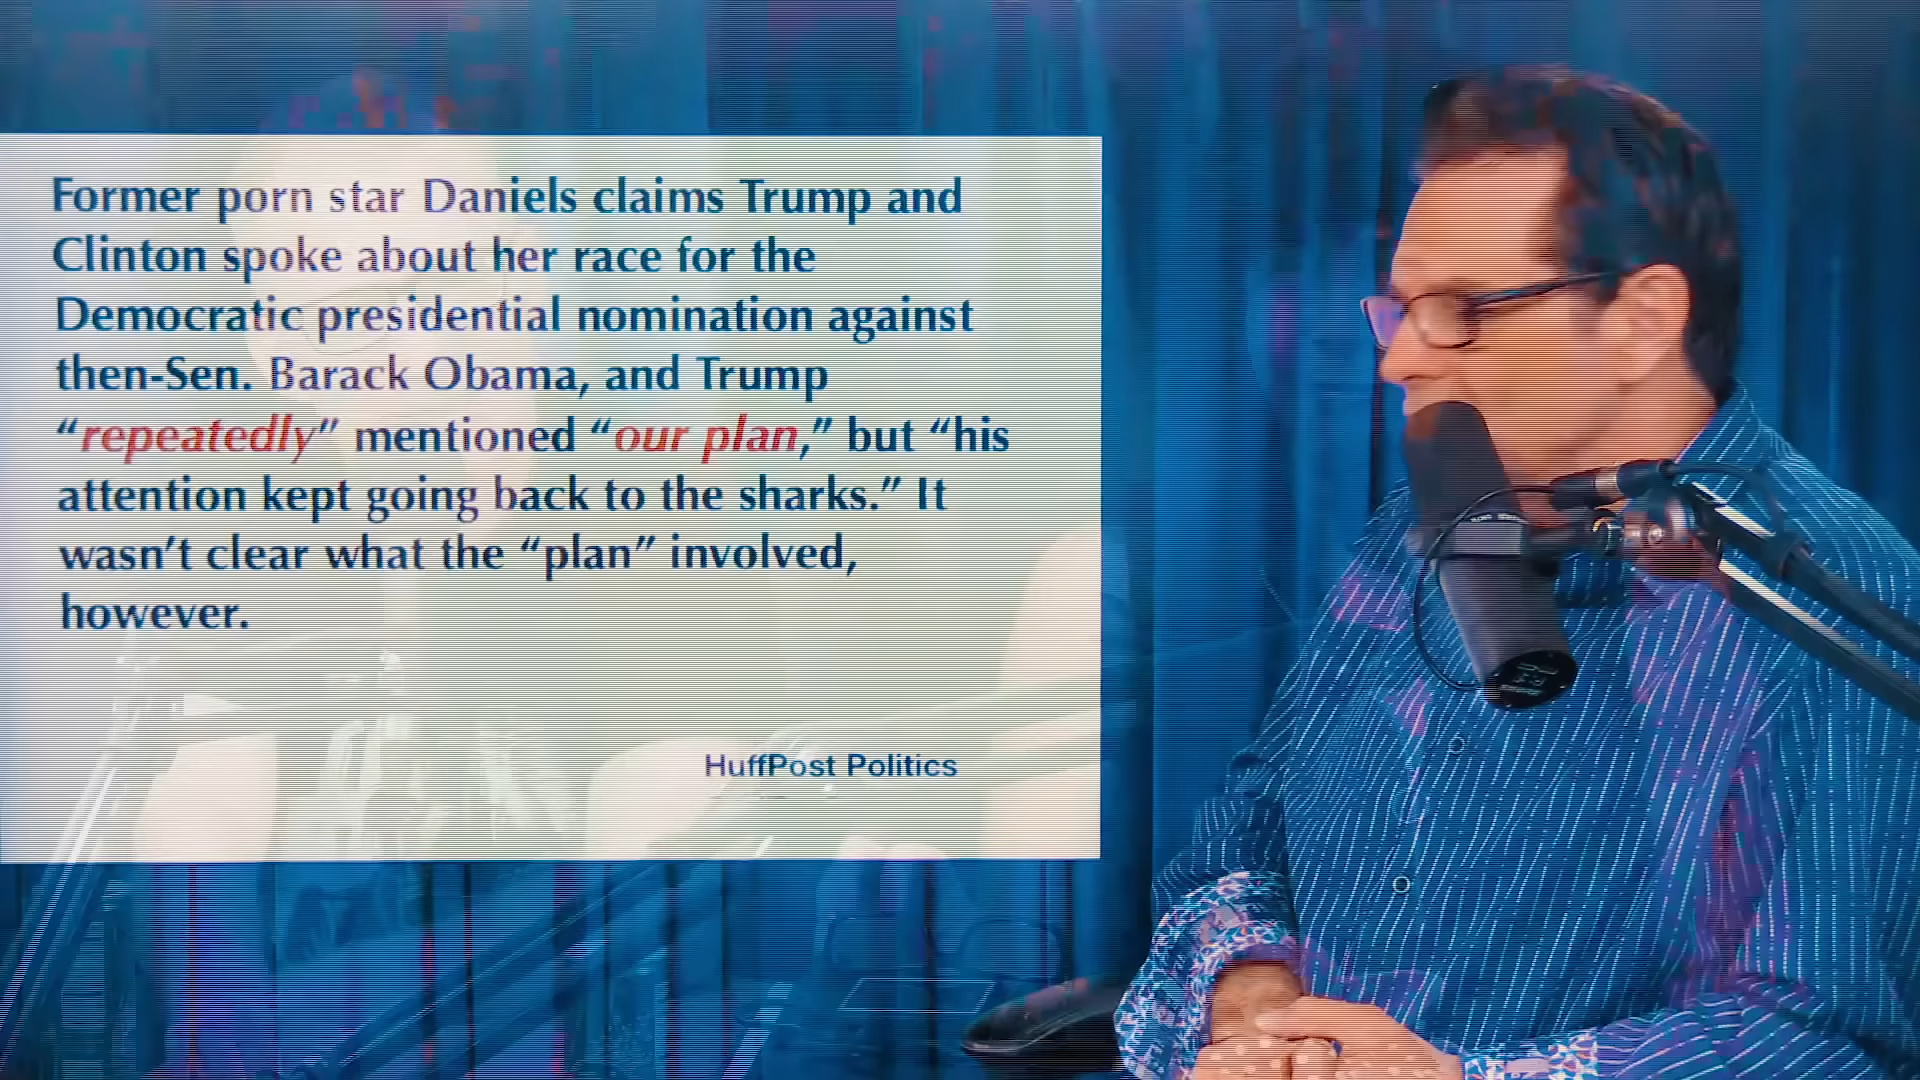 Former porn star Daniels claims Trump and
Clinton spoke about her race for the
Democratic presidential nomination against
then-Sen. Barack Obama, and Trump
“repeatedly” mentioned “our plan,” but “his
attention kept going back to the sharks.” It
wasn’t clear what the “plan” involved,
however.
HuffPost Politics